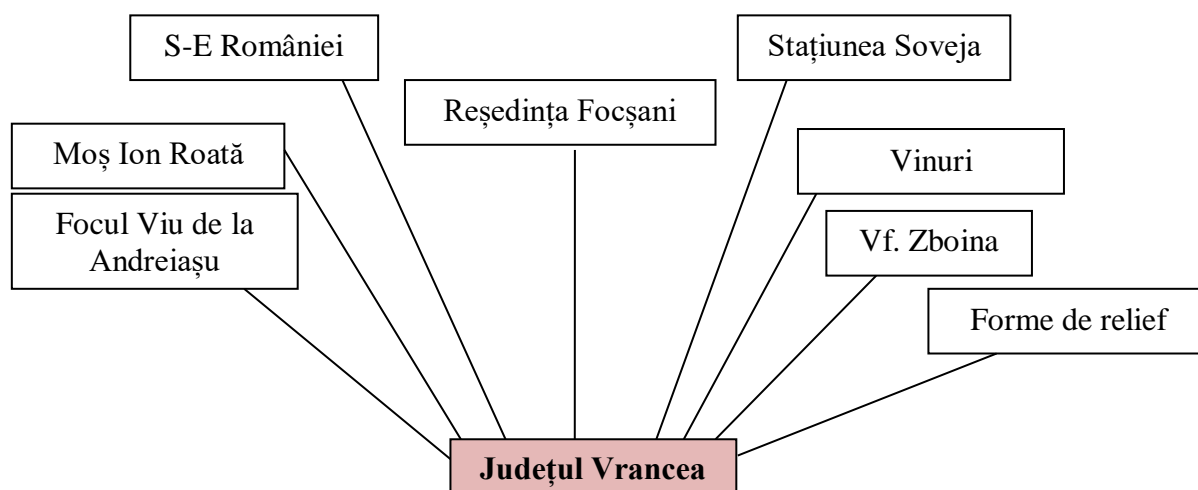 S-E României
Stațiunea Soveja
Reședința Focșani
Moș Ion Roată
Vinuri
Focul Viu de la
Andreiașu
Vf. Zboina
Forme de relief
Județul Vrancea